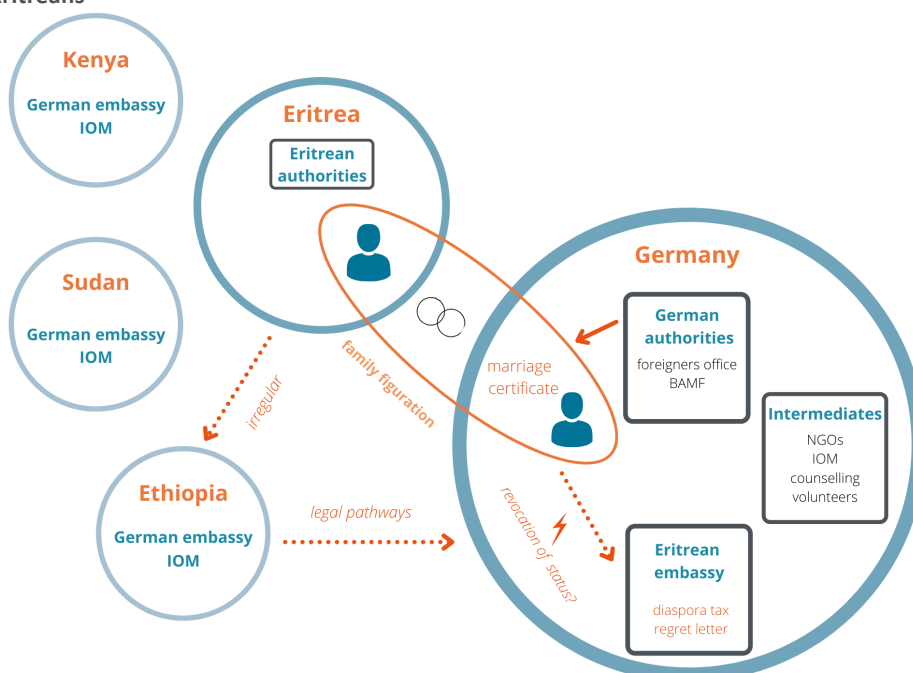 Kenya
German embassy
IOM
Eritrea
Eritrean
authorities
Sudan
German embassy
IOM
Germany
German
authorities
foreigners office
BAMF
marriage
certificate
family figuration
irregular
Intermediates
NGOs
IOM
counselling
volunteers
Ethiopia
German embassy
IOM
legal pathways
revocation of status?
Eritrean
embassy
diaspora tax
regret letter